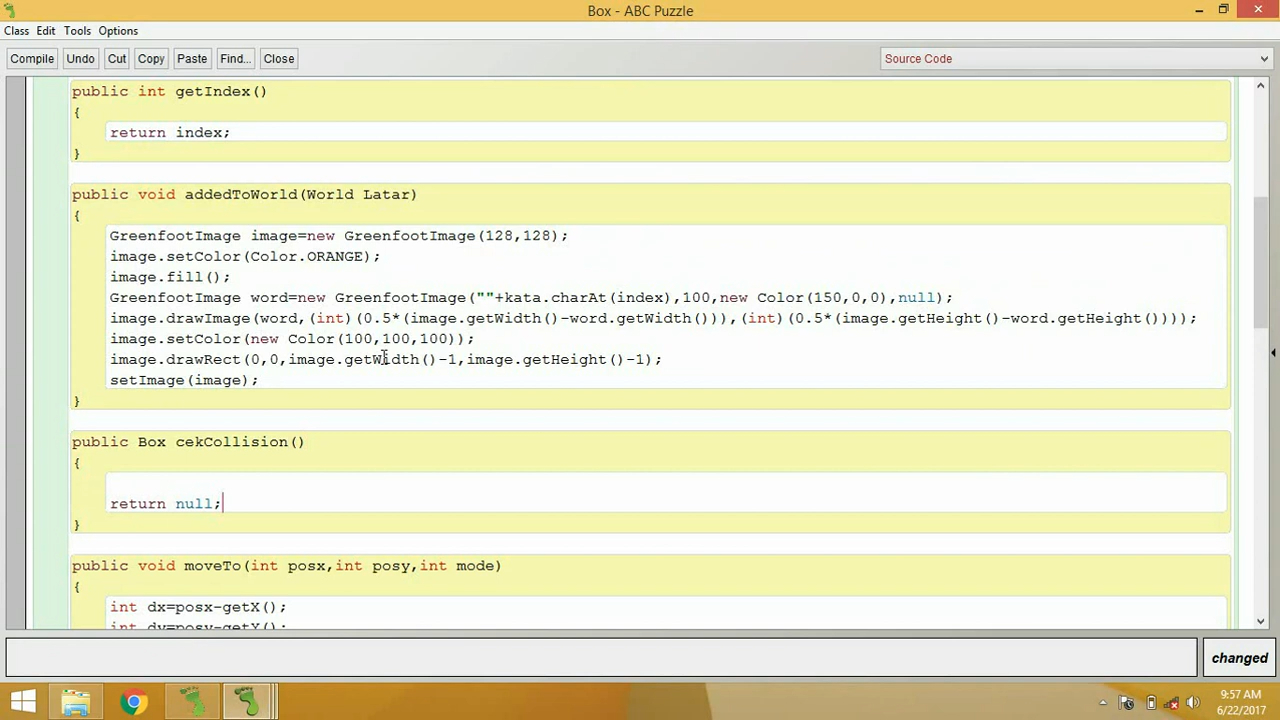 Box - ABC Puzzle
Class Edit Tools Options
Compile Undo Cut Copy Paste Find... Close Source Code
public int getIndex()
{
return index;
}
public void addedToWorld(World Latar)
{
GreenfootImage image=new GreenfootImage(128,128);
image.setColor(Color.ORANGE);
image.fill();
GreenfootImage word=new GreenfootImage(""+kata.charAt(index),100,new Color(150,0,0),null);
image.drawImage(word,(int)(0.5*(image.getWidth()-word.getWidth())),(int)(0.5*(image.getHeight()-word.getHeight())));
image.setColor(new Color(100,100,100));
image.drawRect(0,0,image.getWidth()-1,image.getHeight()-1);
setImage(image);
}
public Box cekCollision()
{
return null;
}
public void moveTo(int posx,int posy,int mode)
{
int dx=posx-getX();
int dy=posy-getY();
changed
9:57 AM
6/22/2017